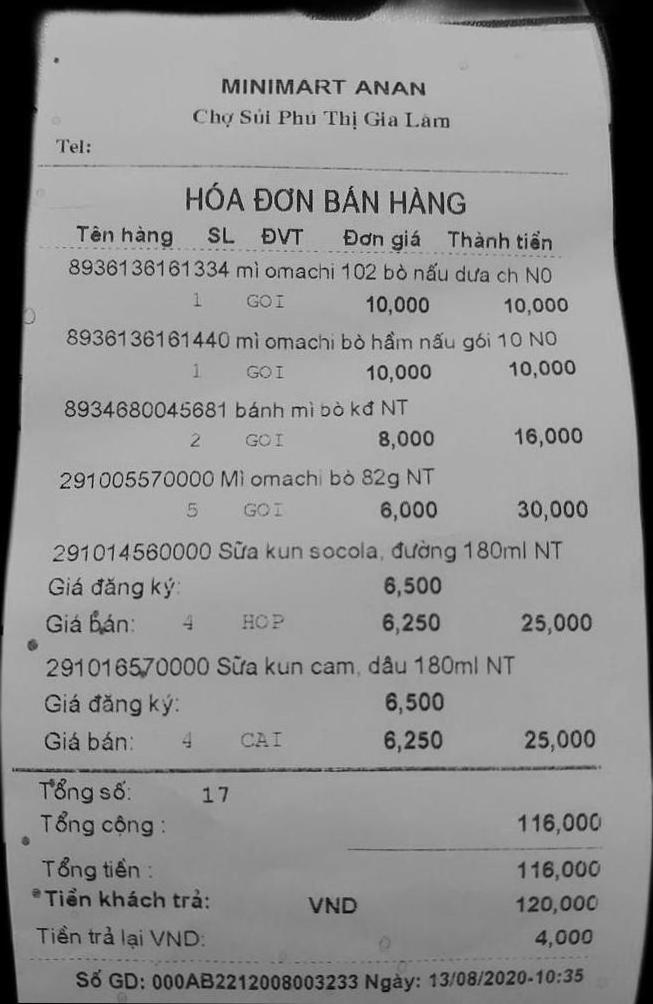 MINIMART ANAN
Chợ Sủi Phú Thị Gia Lâm
Tel:
HÓA ĐƠN BÁN HÀNG
Tên hàng SL ĐVT Đơn giá Thành tiền
8936136161334 mì omachi 102 bò nấu dưa ch N0
1 GOI 10,000 10,000
8936136161440 mì omachi bò hầm nấu gói 10 N0
1 GOI 10,000 10,000
8934680045681 bánh mì bò kđ NT
2 GOI 8,000 16,000
291005570000 Mì omachi bò 82g NT
5 GOI 6,000 30,000
291014560000 Sữa kun socola, đường 180ml NT
Giá đăng ký: 6,500
Giá bán: 4 HOP 6,250 25,000
291016570000 Sữa kun cam, dâu 180ml NT
Giá đăng ký: 6,500
Giá bán: 4 CAI 6,250 25,000
Tổng số: 17
Tổng cộng : 116,000
Tổng tiền : 116,000
Tiền khách trả: VND 120,000
Tiền trả lại VND: 4,000
Số GD: 000AB2212008003233 Ngày: 13/08/2020-10:35